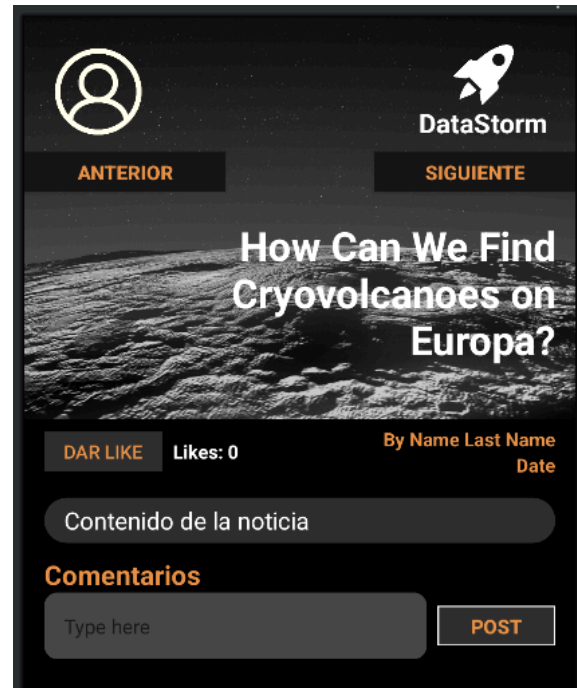 DataStorm
ANTERIOR
SIGUIENTE
How Can We Find
Cryovolcanoes on
Europa?
DAR LIKE
Likes: 0
By Name Last Name
Date
Contenido de la noticia
Comentarios
Type here
POST